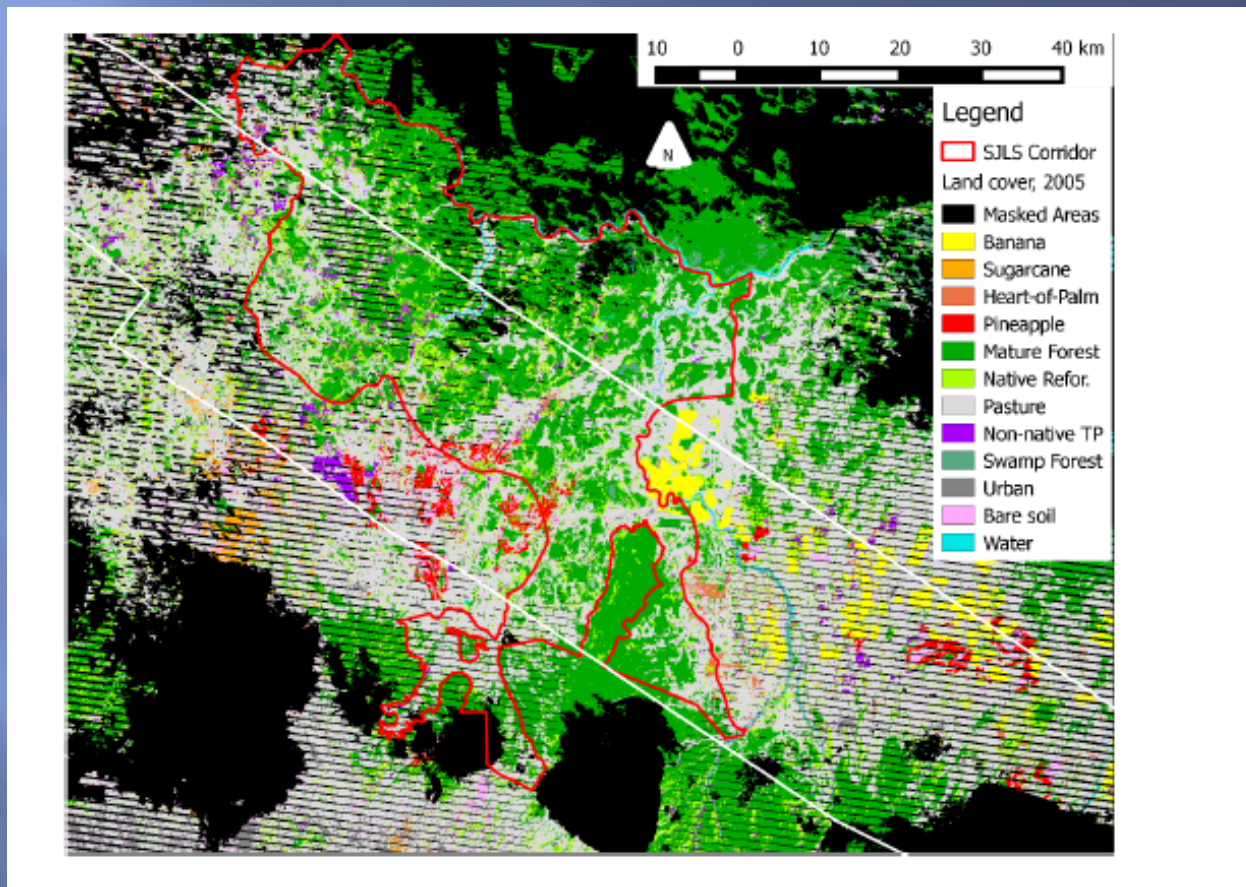 10 0 10 20 30 40 km
N
Legend
SJLS Corridor
Land cover, 2005
Masked Areas
Banana
Sugarcane
Heart-of-Palm
Pineapple
Mature Forest
Native Refor.
Pasture
Non-native TP
Swamp Forest
Urban
Bare soil
Water